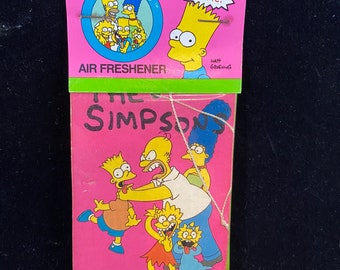 AIR FRESHENER
MATT
GROENING
THE
SIMPSONS